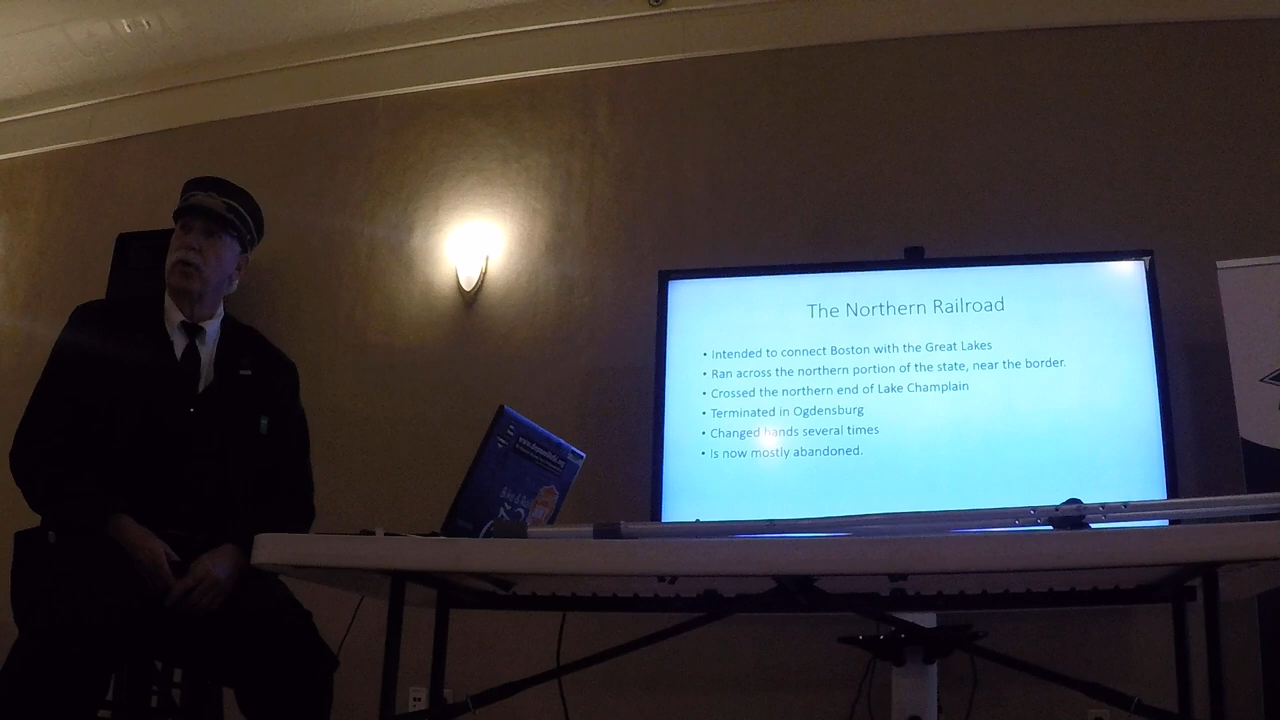 The Northern Railroad
• Intended to connect Boston with the Great Lakes
• Ran across the northern portion of the state, near the border.
• Crossed the northern end of Lake Champlain
• Terminated in Ogdensburg
• Changed hands several times
• Is now mostly abandoned.